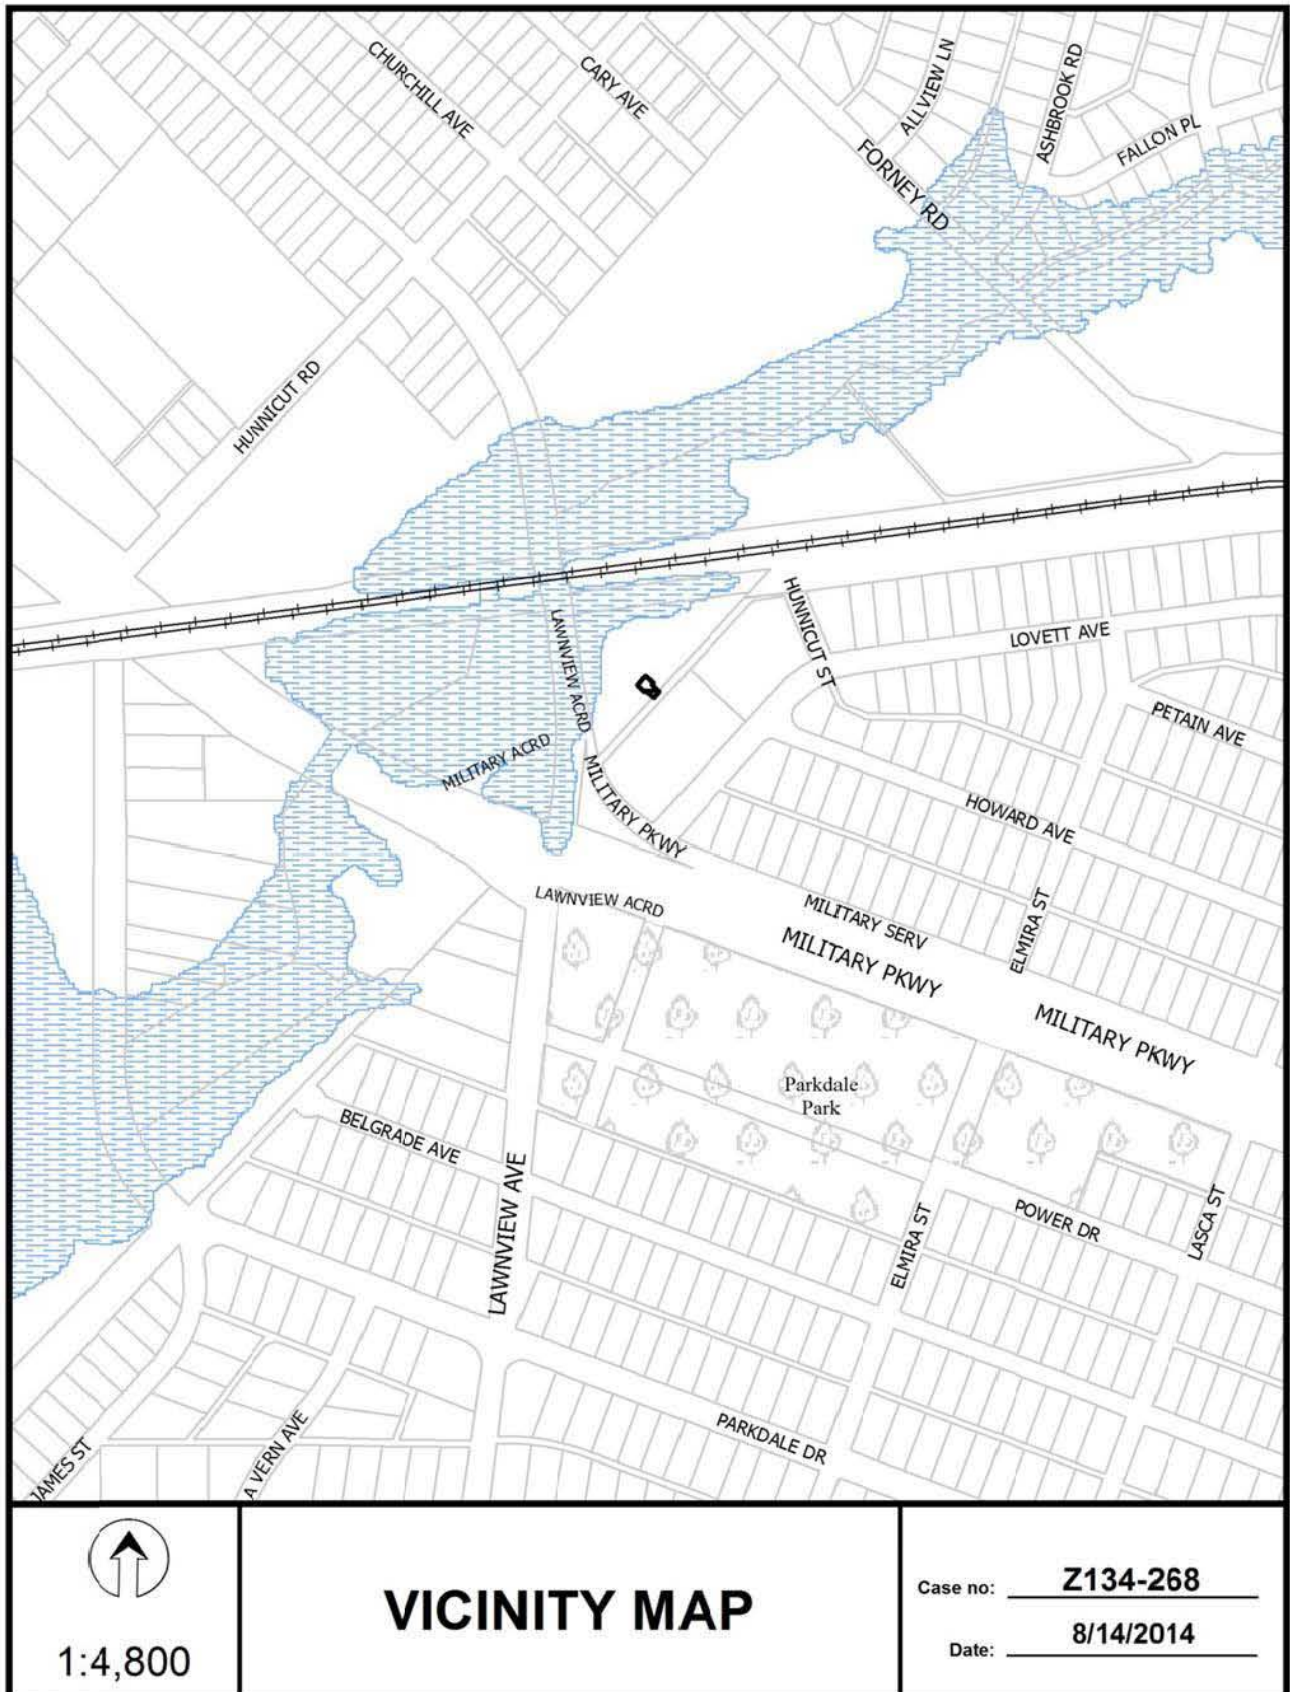 CHURCHILL AVE
CARY AVE
ALLVIEW LN
ASHBROOK RD
FALLON PL
FORNEY RD
HUNNICUT RD
HUNNICUT ST
LOVETT AVE
LAWNVIEW ACRD
PETAIN AVE
MILITARY ACRD
MILITARY PKWY
HOWARD AVE
LAWNVIEW ACRD
MILITARY SERV
MILITARY PKWY
ELMIRA ST
MILITARY PKWY
Parkdale
Park
BELGRADE AVE
LAWNVIEW AVE
POWER DR
ELMIRA ST
LASCA ST
PARKDALE DR
JAMES ST
A VERN AVE
1:4,800
VICINITY MAP
Case no: Z134-268
Date: 8/14/2014